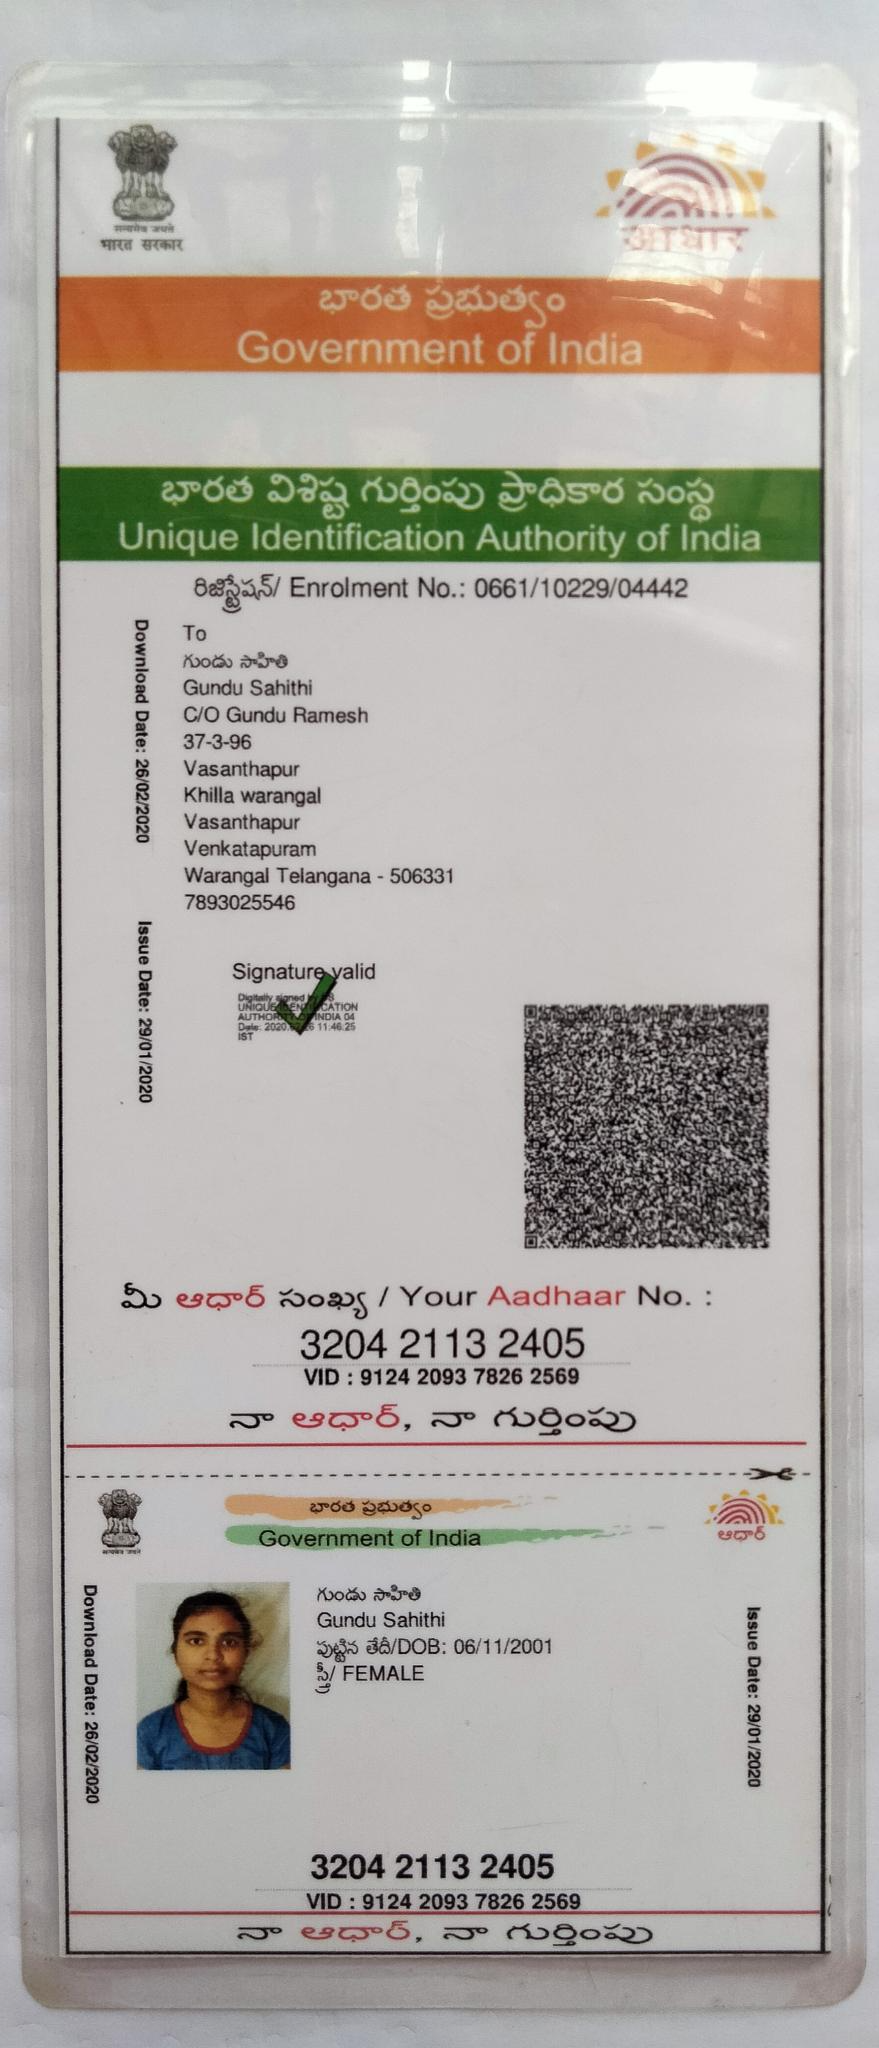 सत्यमेव जयते
भारत सरकार
आधार
భారత ప్రభుత్వం
Government of India
భారత విశిష్ట గుర్తింపు ప్రాధికార సంస్థ
Unique Identification Authority of India
రిజిస్ట్రేషన్/ Enrolment No.: 0661/10229/04442
Download Date: 26/02/2020
Issue Date: 29/01/2020
To
గుండు సాహితి
Gundu Sahithi
C/O Gundu Ramesh
37-3-96
Vasanthapur
Khilla warangal
Vasanthapur
Venkatapuram
Warangal Telangana - 506331
7893025546
Signature valid
Digitally signed by DS
UNIQUE IDENTIFICATION
AUTHORITY OF INDIA 04
Date: 2020.02.26 11:46:25
IST
మీ ఆధార్ సంఖ్య / Your Aadhaar No. :
3204 2113 2405
VID : 9124 2093 7826 2569
నా ఆధార్, నా గుర్తింపు
सत्यमेव जयते
భారత ప్రభుత్వం
Government of India
ఆధార్
Download Date: 26/02/2020
గుండు సాహితి
Gundu Sahithi
పుట్టిన తేదీ/DOB: 06/11/2001
స్త్రీ/ FEMALE
Issue Date: 29/01/2020
3204 2113 2405
VID : 9124 2093 7826 2569
నా ఆధార్, నా గుర్తింపు